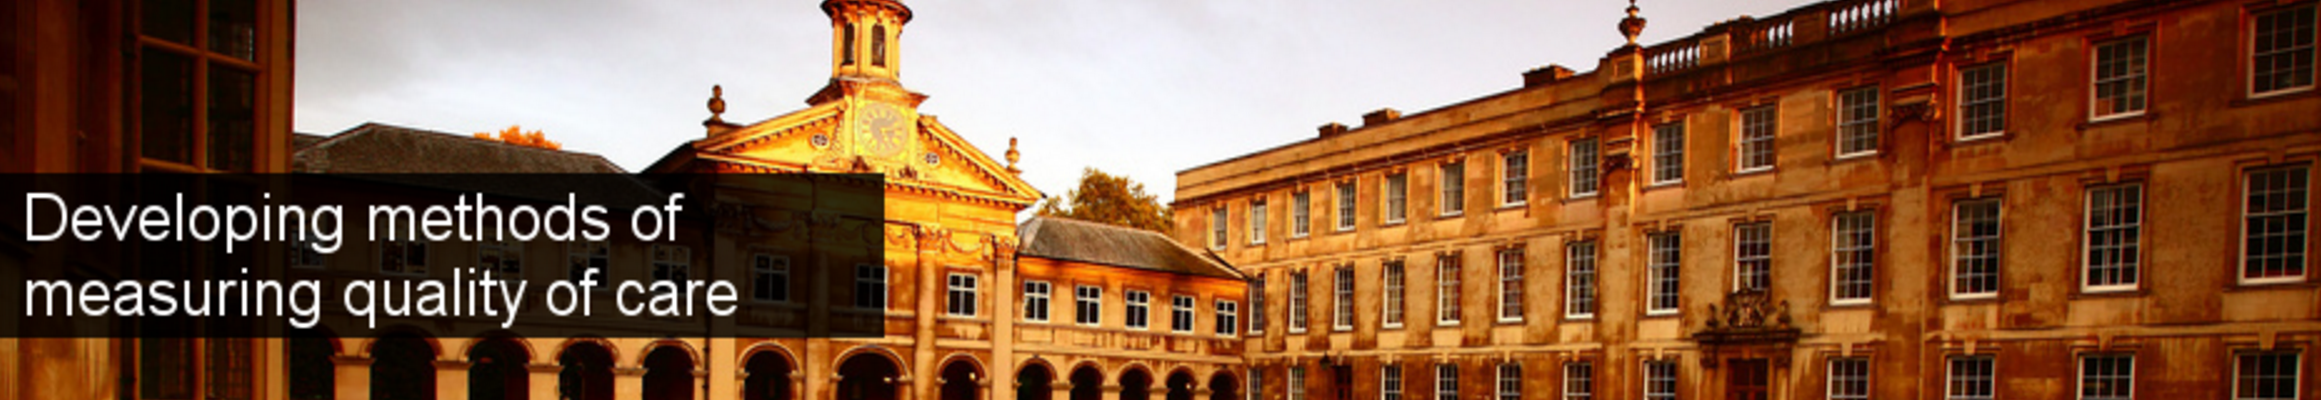 Developing methods of
measuring quality of care